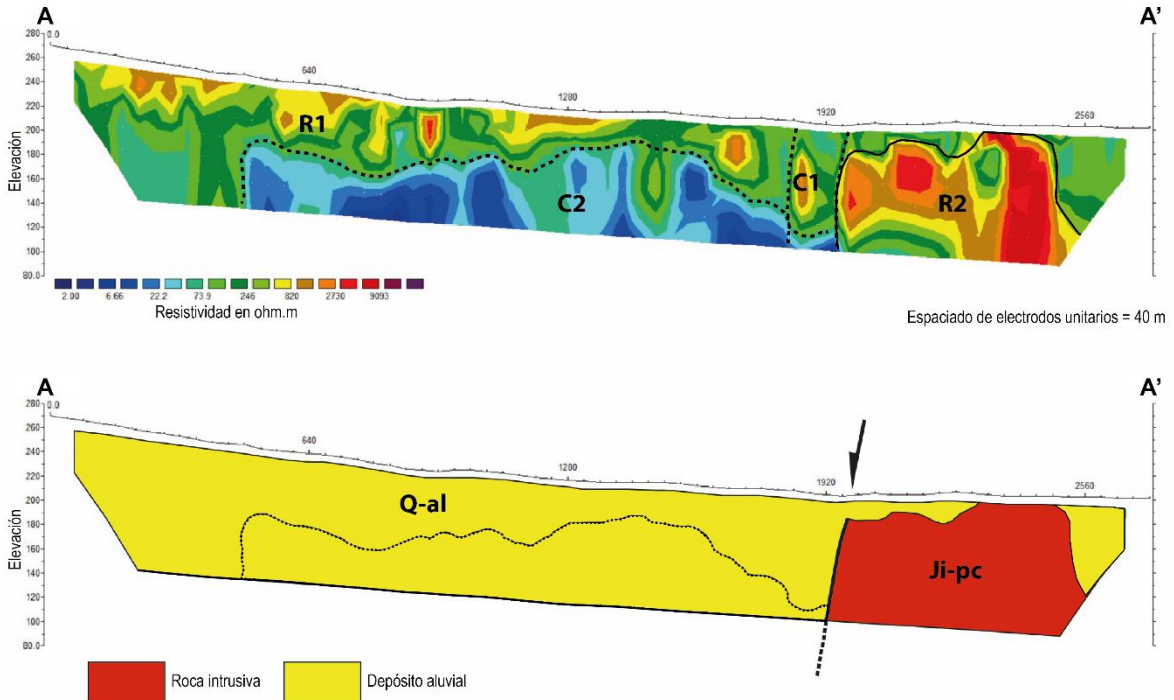 A A'
0.0
280
260
240
220
200
180
160
140
120
100
80.0
Elevación
640
1280
1920
2560
R1
C2
C1
R2
2.00 6.66 22.2 73.9 246 820 2730 9093
Resistividad en ohm.m
Espaciado de electrodos unitarios = 40 m
A A'
0.0
280
260
240
220
200
180
160
140
120
100
80.0
Elevación
640
1280
1920
2560
Q-al
Ji-pc
Roca intrusiva Depósito aluvial